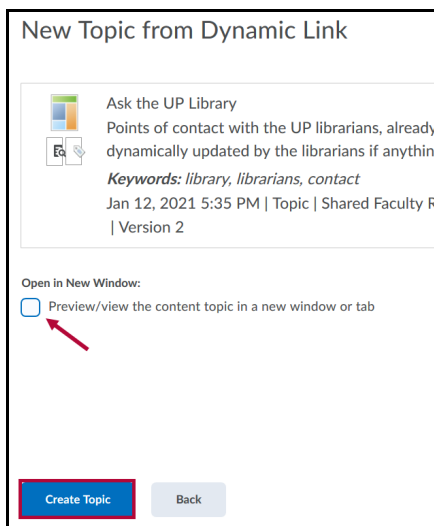 New Topic from Dynamic Link
Ask the UP Library
Points of contact with the UP librarians, already
dynamically updated by the librarians if anythin
Keywords: library, librarians, contact
Jan 12, 2021 5:35 PM | Topic | Shared Faculty R
| Version 2
Open in New Window:
Preview/view the content topic in a new window or tab
Create Topic
Back